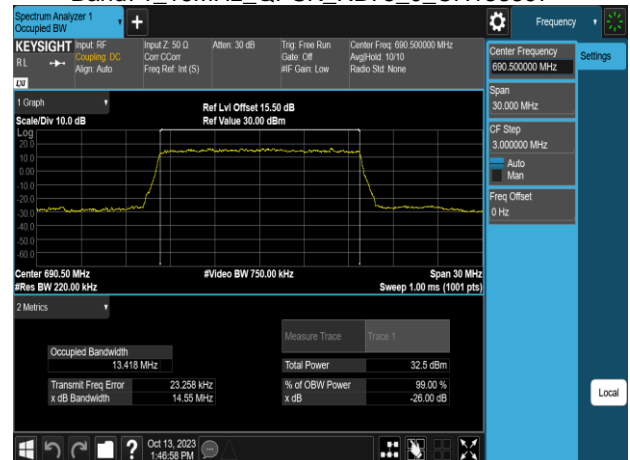 Spectrum Analyzer 1
Occupied BW
Frequency
KEYSIGHT
RL
Input: RF
Coupling: DC
Align: Auto
Input Z: 50 Ω
Corr CCorr
Freq Ref: Int (S)
Atten: 30 dB
Trig: Free Run
Gate: Off
#IF Gain: Low
Center Freq: 690.500000 MHz
Avg|Hold: 10/10
Radio Std: None
LXI
Center Frequency
690.500000 MHz
Settings
Span
30.000 MHz
CF Step
3.000000 MHz
Auto
Man
Freq Offset
0 Hz
1 Graph
Scale/Div 10.0 dB
Ref Lvl Offset 15.50 dB
Ref Value 30.00 dBm
Log
20.0
10.0
0.00
-10.0
-20.0
-30.0
-40.0
-50.0
-60.0
Center 690.50 MHz
#Res BW 220.00 kHz
#Video BW 750.00 kHz
Span 30 MHz
Sweep 1.00 ms (1001 pts)
2 Metrics
Measure Trace Trace 1
Occupied Bandwidth
13.418 MHz
Total Power 32.5 dBm
Transmit Freq Error 23.258 kHz
% of OBW Power 99.00 %
x dB Bandwidth 14.55 MHz
x dB -26.00 dB
Local
Oct 13, 2023
1:46:58 PM